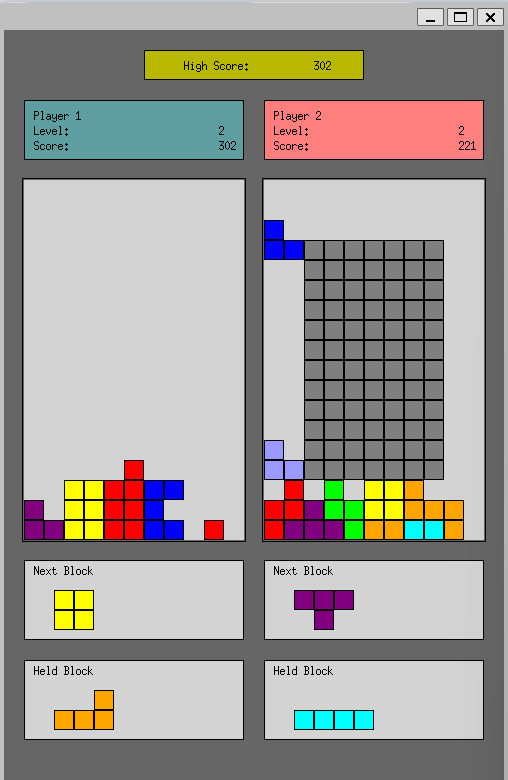 High Score: 302
Player 1
Level: 2
Score: 302
Player 2
Level: 2
Score: 221
Next Block
Next Block
Held Block
Held Block